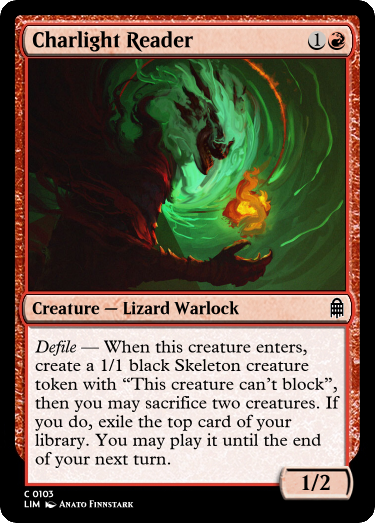 Charlight Reader 1
Creature — Lizard Warlock
Defile — When this creature enters,
create a 1/1 black Skeleton creature
token with “This creature can’t block”,
then you may sacrifice two creatures. If
you do, exile the top card of your
library. You may play it until the end
of your next turn.
1/2
C 0103
LIM Anato Finnstark